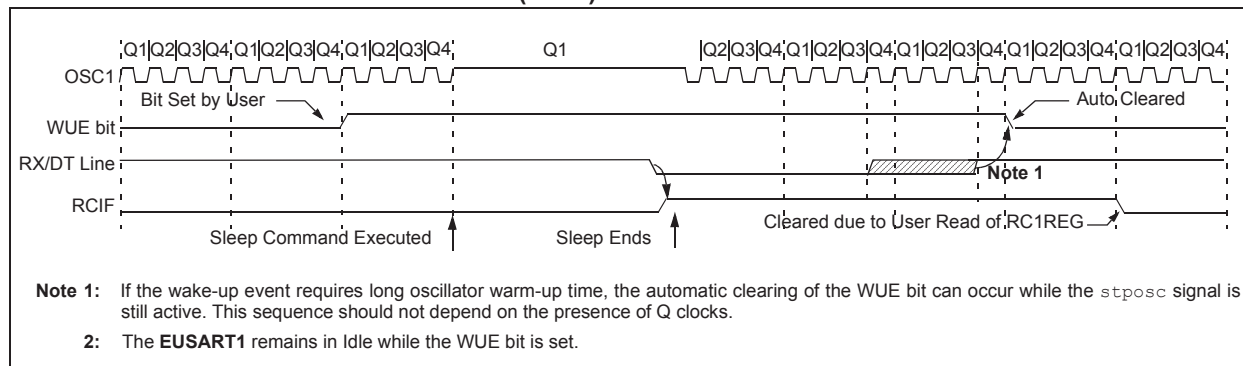 Q1|Q2|Q3|Q4|Q1|Q2|Q3|Q4|Q1|Q2|Q3|Q4 Q1 Q2|Q3|Q4|Q1|Q2|Q3|Q4|Q1|Q2|Q3|Q4|Q1|Q2|Q3|Q4|Q1|Q2|Q3|Q4
OSC1
Bit Set by User Auto Cleared
WUE bit
RX/DT Line
Note 1
RCIF
Cleared due to User Read of RC1REG
Sleep Command Executed Sleep Ends
Note 1: If the wake-up event requires long oscillator warm-up time, the automatic clearing of the WUE bit can occur while the stposc signal is
still active. This sequence should not depend on the presence of Q clocks.
2: The EUSART1 remains in Idle while the WUE bit is set.